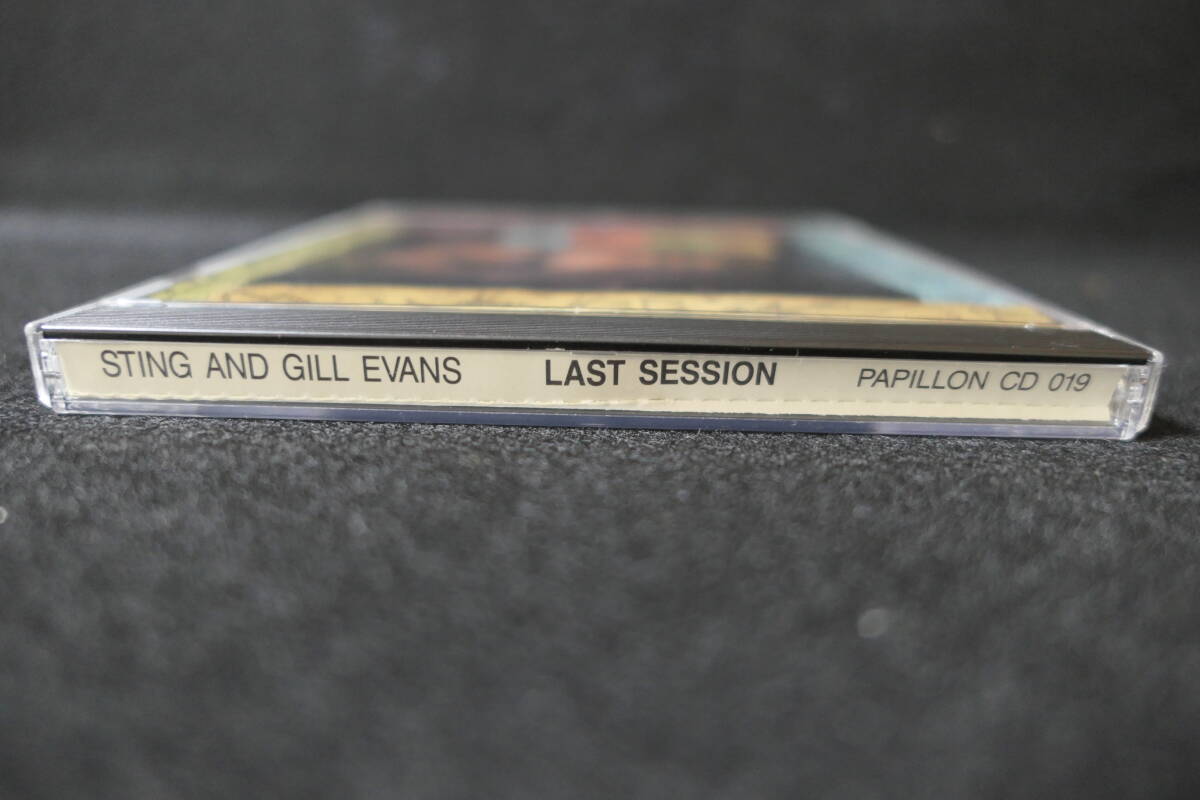 STING AND GILL EVANS LAST SESSION PAPILLON CD 019